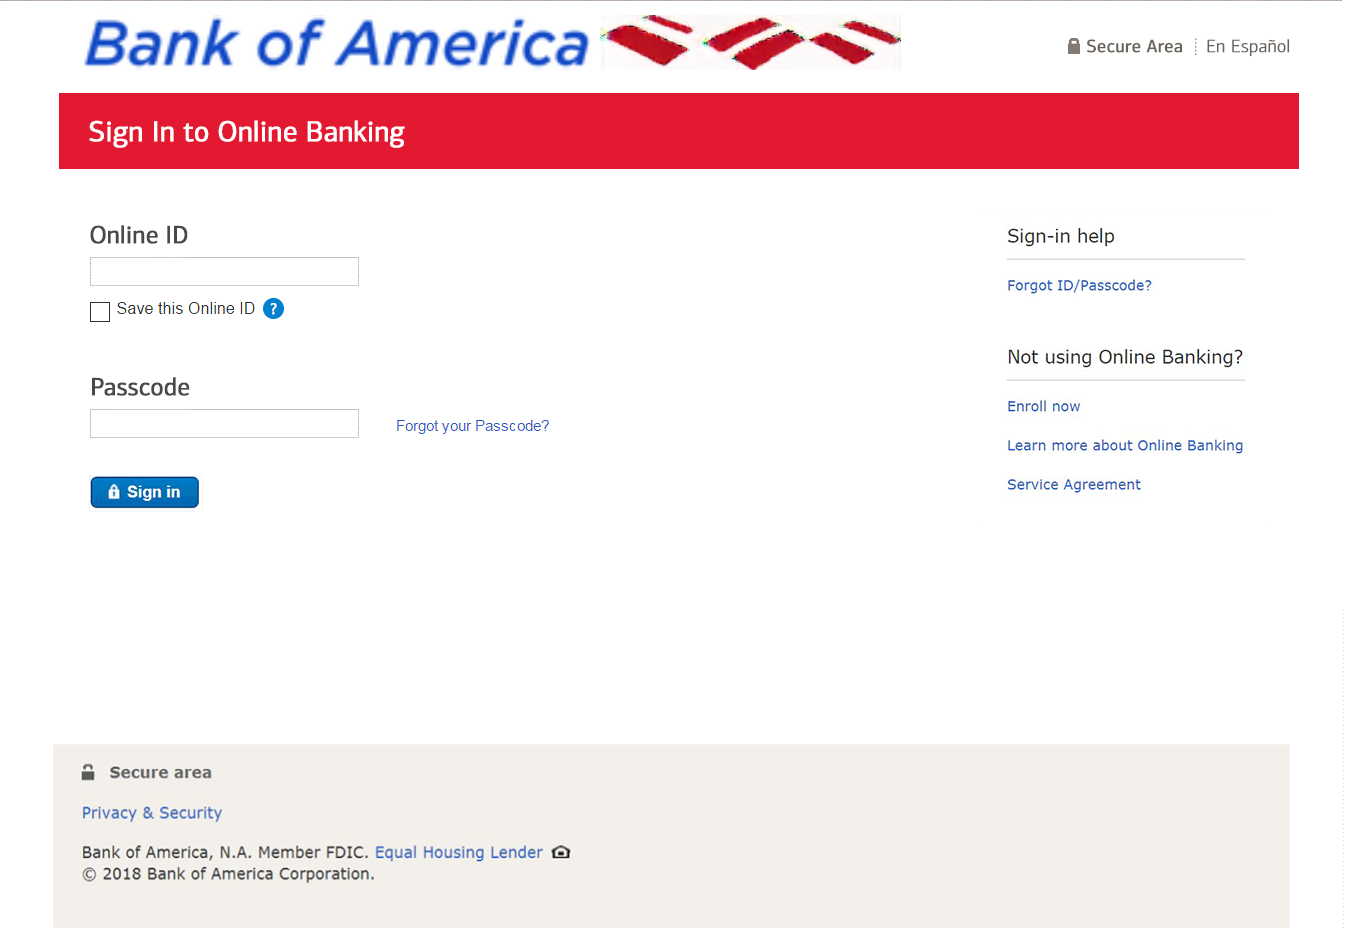 Bank of America
Secure Area
En Español
Sign In to Online Banking
Online ID
Save this Online ID ?
Passcode
Forgot your Passcode?
Sign in
Sign-in help
Forgot ID/Passcode?
Not using Online Banking?
Enroll now
Learn more about Online Banking
Service Agreement
Secure area
Privacy & Security
Bank of America, N.A. Member FDIC. Equal Housing Lender
© 2018 Bank of America Corporation.